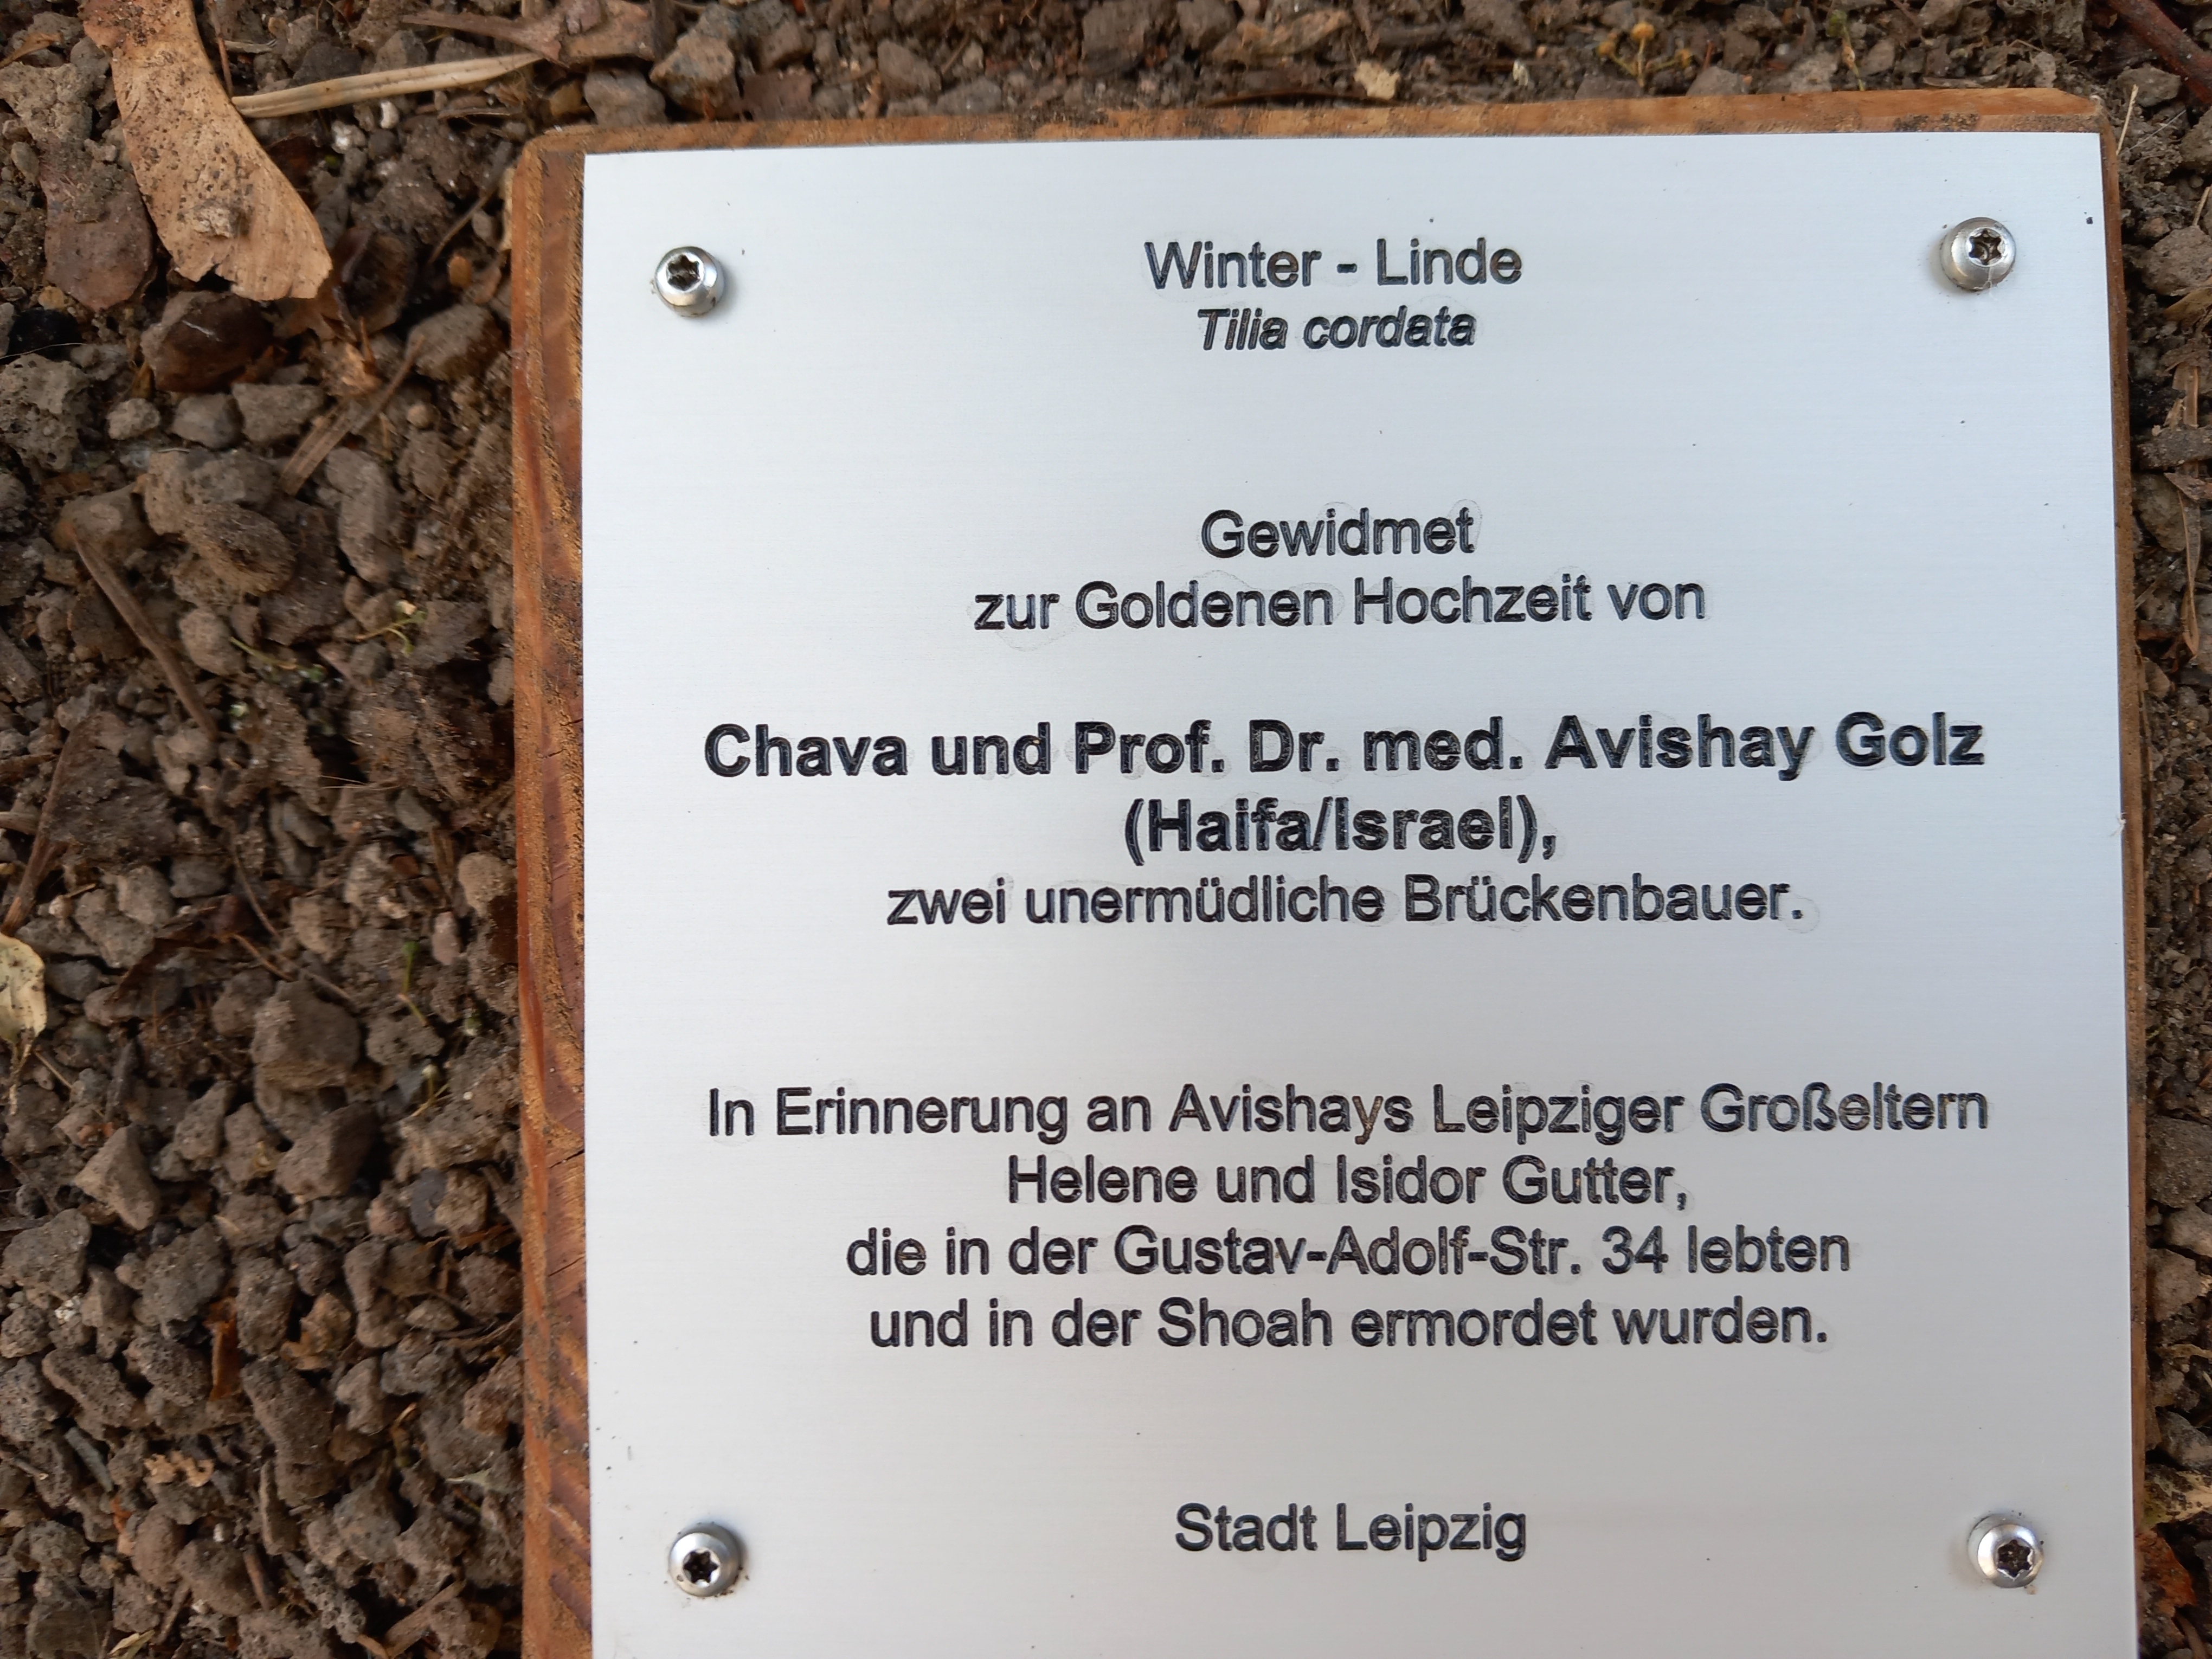 Winter - Linde
Tilia cordata
Gewidmet
zur Goldenen Hochzeit von
Chava und Prof. Dr. med. Avishay Golz
(Haifa/Israel),
zwei unermüdliche Brückenbauer.
In Erinnerung an Avishays Leipziger Großeltern
Helene und Isidor Gutter,
die in der Gustav-Adolf-Str. 34 lebten
und in der Shoah ermordet wurden.
Stadt Leipzig